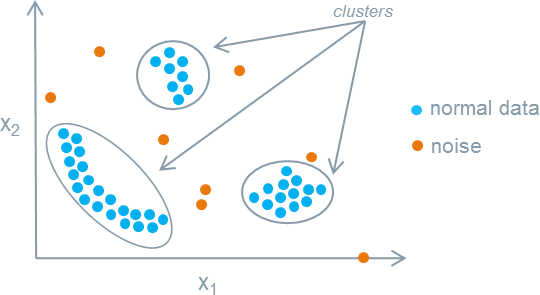 clusters
normal data
x₂
noise
x₁